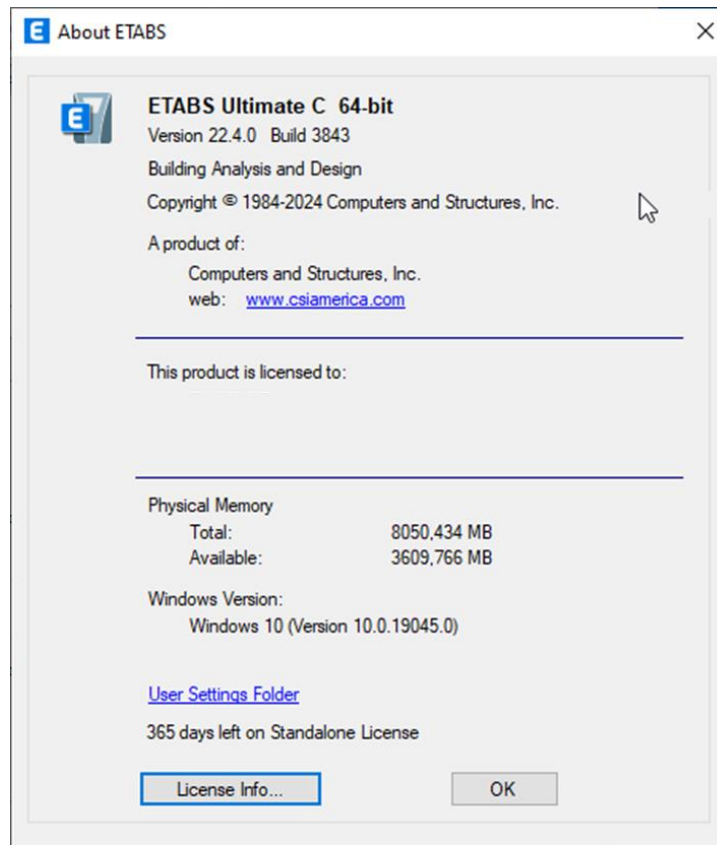 E About ETABS
E
ETABS Ultimate C 64-bit
Version 22.4.0 Build 3843
Building Analysis and Design
Copyright © 1984-2024 Computers and Structures, Inc.
A product of:
Computers and Structures, Inc.
web: www.csiamerica.com
This product is licensed to:
Physical Memory
Total: 8050,434 MB
Available: 3609,766 MB
Windows Version:
Windows 10 (Version 10.0.19045.0)
User Settings Folder
365 days left on Standalone License
License Info... OK